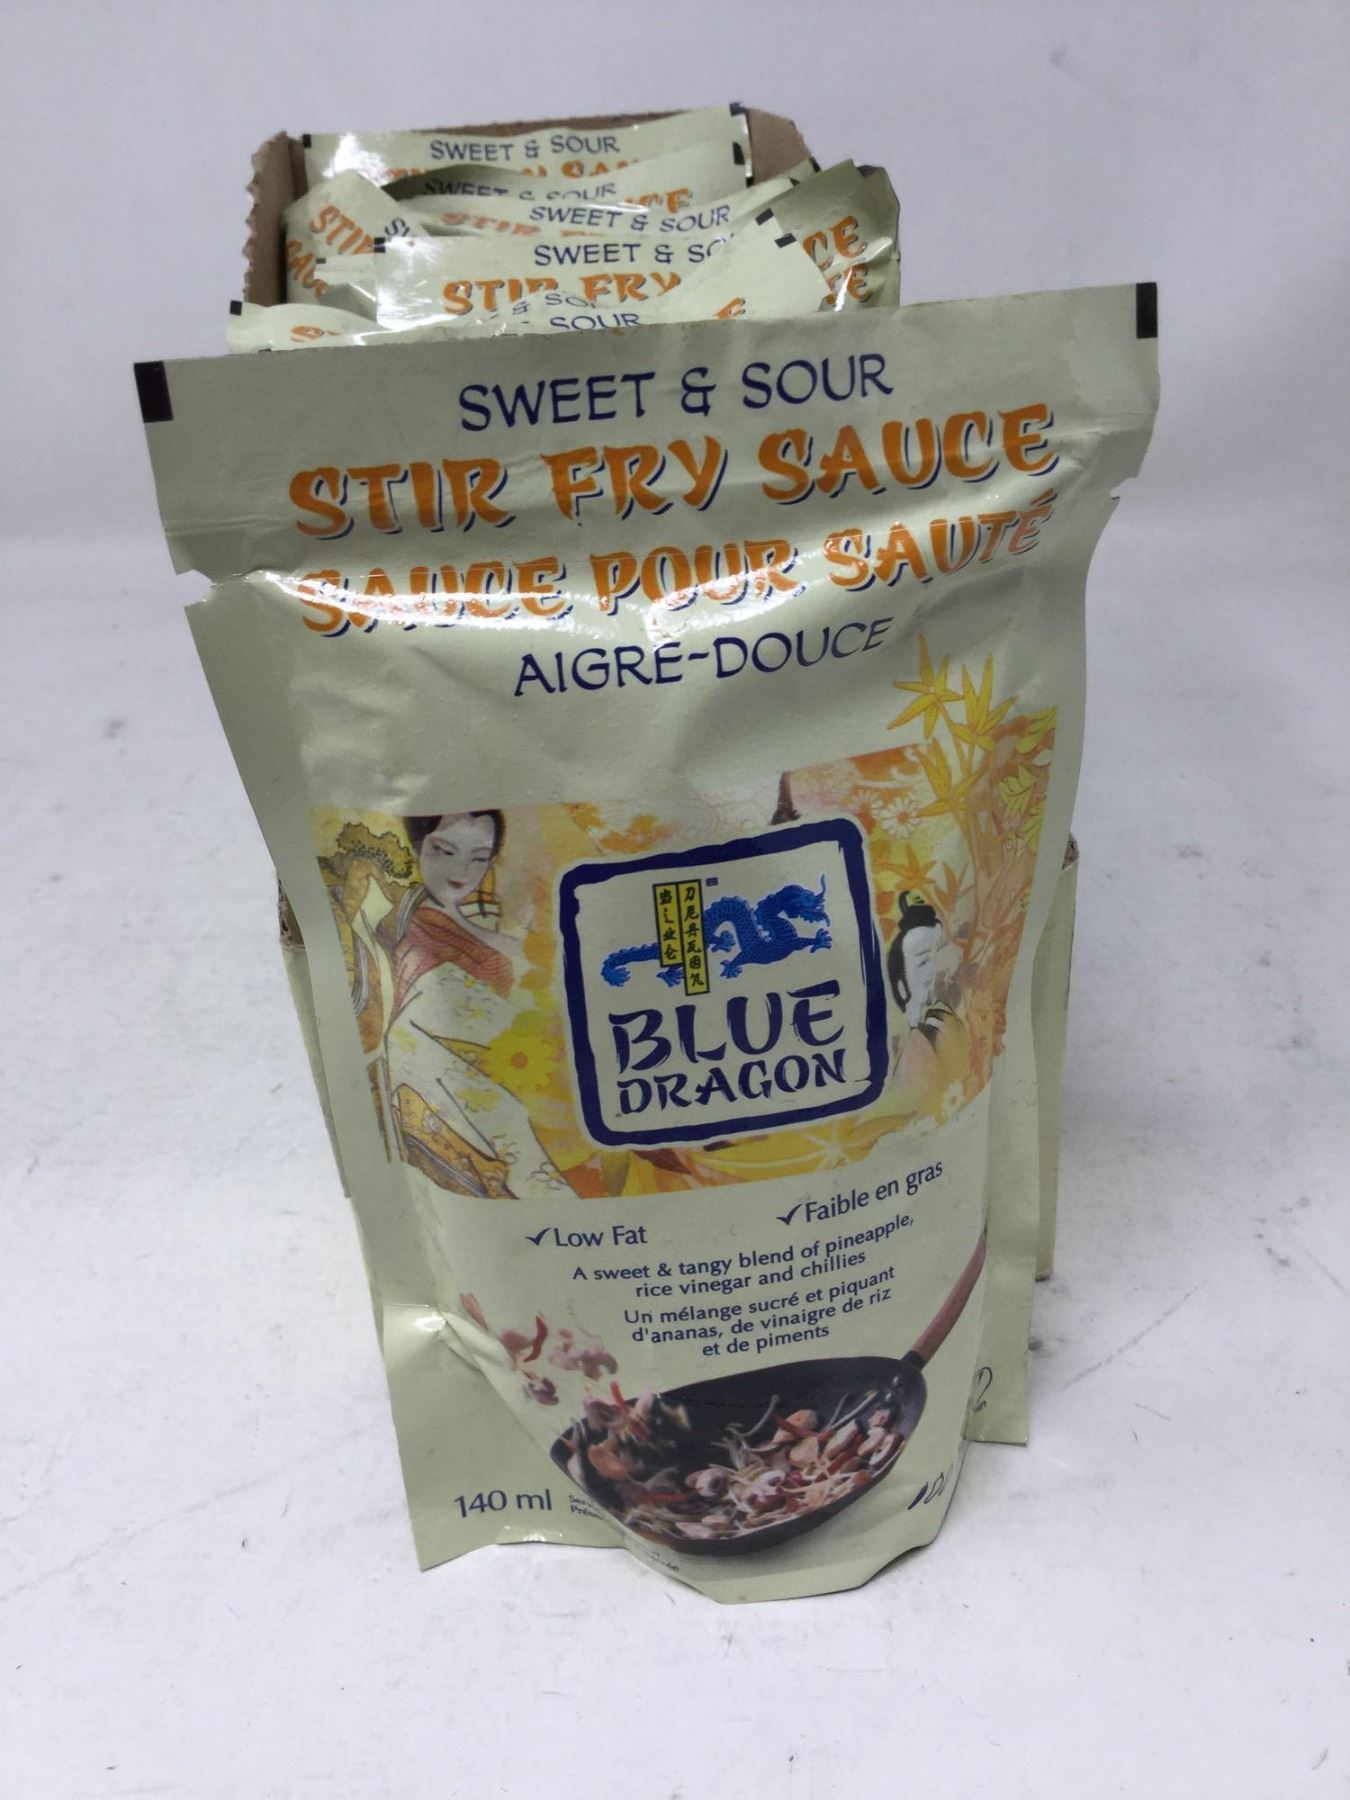 SWEET & SOUR
SWEET & SOUR
SWEET & SOUR
SWEET &
STIR FRY
SOUR
SWEET & SOUR
STIR FRY SAUCE
SAUCE POUR SAUTÉ
AIGRE-DOUCE
BLUE
DRAGON
✓Low Fat
✓Faible en gras
A sweet & tangy blend of pineapple,
rice vinegar and chillies
Un mélange sucré et piquant
d'ananas, de vinaigre de riz
et de piments
140 ml